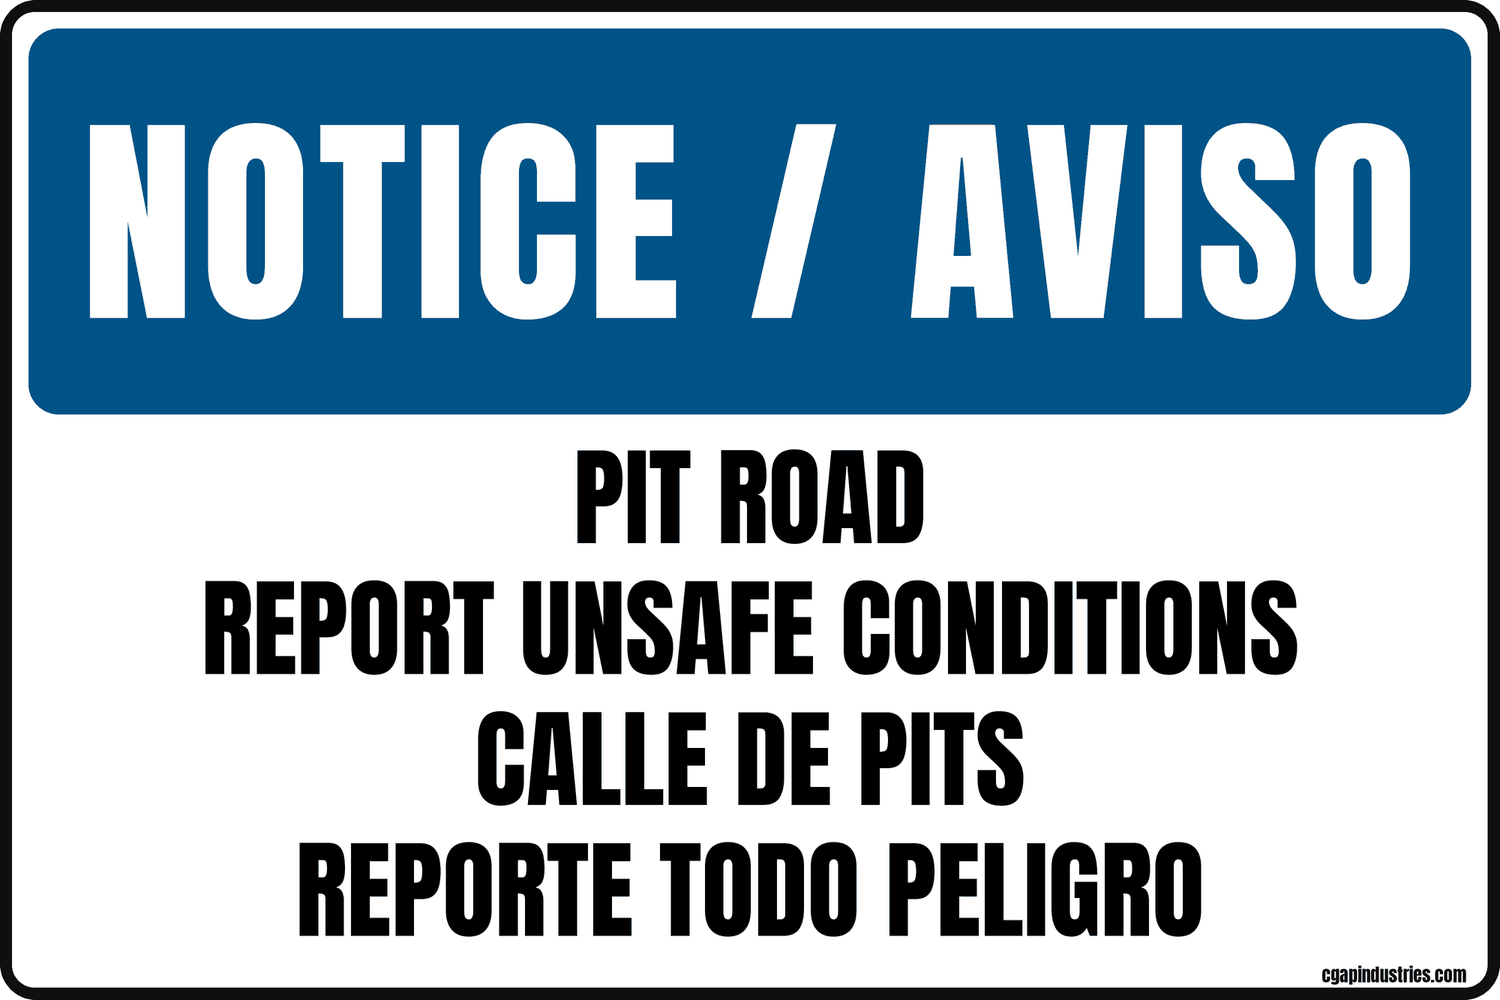 NOTICE / AVISO
PIT ROAD
REPORT UNSAFE CONDITIONS
CALLE DE PITS
REPORTE TODO PELIGRO
cgapindustries.com